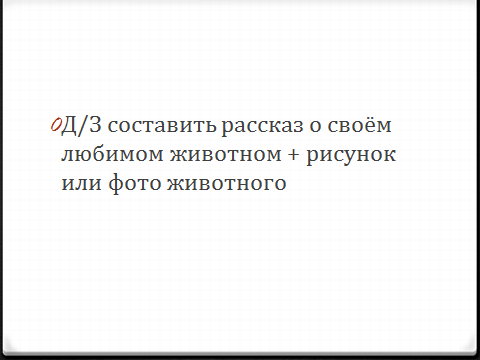 Д/З составить рассказ о своём
любимом животном + рисунок
или фото животного